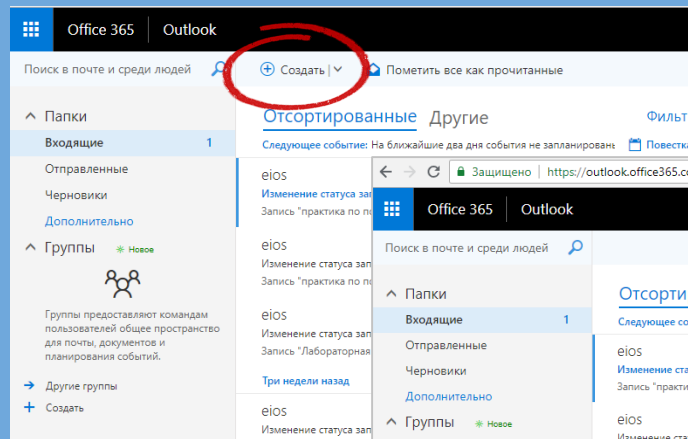 Office 365 Outlook
Поиск в почте и среди людей
Создать
Пометить все как прочитанные
Папки
Входящие 1
Отправленные
Черновики
Дополнительно
Группы Новое
Группы предоставляют командам
пользователей общее пространство
для почты, документов и
планирования событий.
Другие группы
Создать
Отсортированные Другие
Фильт
Следующее событие: На ближайшие два дня события не запланировань
Повестка
eios
Изменение статуса зап
Запись "практика по по
eios
Изменение статуса зап
Запись "практика по по
eios
Изменение статуса зап
Запись "Лабораторная
Три недели назад
eios
Изменение статуса зап
Защищено https://outlook.office365.co
Office 365 Outlook
Поиск в почте и среди людей
Папки
Входящие 1
Отправленные
Черновики
Дополнительно
Группы Новое
Отсорти
Следующее со
eios
Изменение ста
Запись "практи
eios
Изменение ста